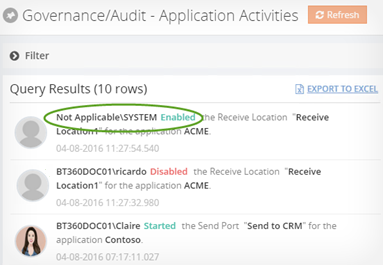 Governance/Audit - Application Activities
Refresh
Filter
Query Results (10 rows)
EXPORT TO EXCEL
Not Applicable\SYSTEM Enabled the Receive Location "Receive
Location1" for the application ACME.
04-08-2016 11:27:54.540
BT360DOC01\ricardo Disabled the Receive Location "Receive
Location1" for the application ACME.
04-08-2016 11:27:32.980
BT360DOC01\Claire Started the Send Port "Send to CRM" for the
application Contoso.
04-08-2016 07:17:11.027